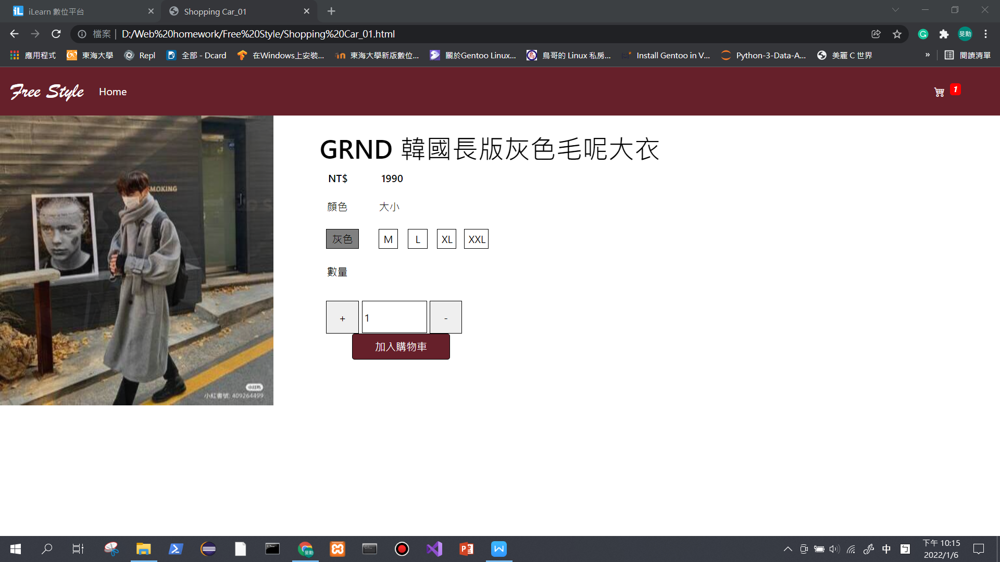 iLearn 數位平台
Shopping Car_01
檔案 | D:/Web%20homework/Free%20Style/Shopping%20Car_01.html
旻勳
應用程式
東海大學
Repl
全部 - Dcard
在Windows上安裝...
東海大學新版數位...
關於Gentoo Linux...
鳥哥的 Linux 私房...
Install Gentoo in V...
Python-3-Data-A...
美麗 C 世界
»
閱讀清單
Free Style
Home
1
SMOKING
小紅書
小紅書號: 409264499
GRND 韓國長版灰色毛呢大衣
NT$ 1990
顏色 大小
灰色 M L XL XXL
數量
+ 1 -
加入購物車
中
下午 10:15
2022/1/6